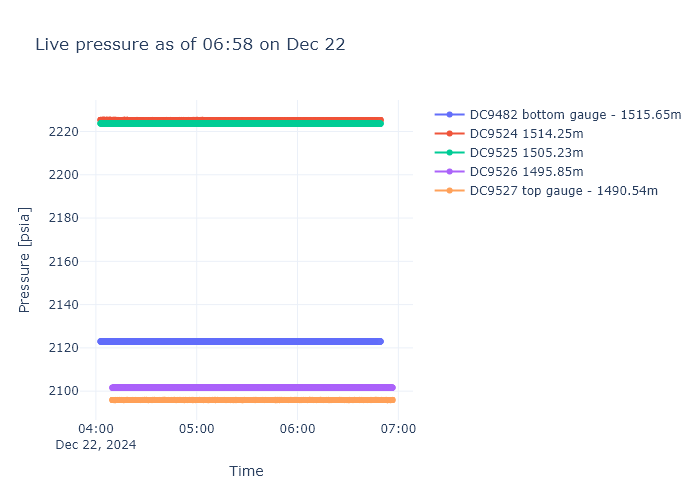 Live pressure as of 06:58 on Dec 22
DC9482 bottom gauge - 1515.65m
DC9524 1514.25m
DC9525 1505.23m
DC9526 1495.85m
DC9527 top gauge - 1490.54m
Pressure [psia]
2220
2200
2180
2160
2140
2120
2100
04:00 05:00 06:00 07:00
Dec 22, 2024
Time